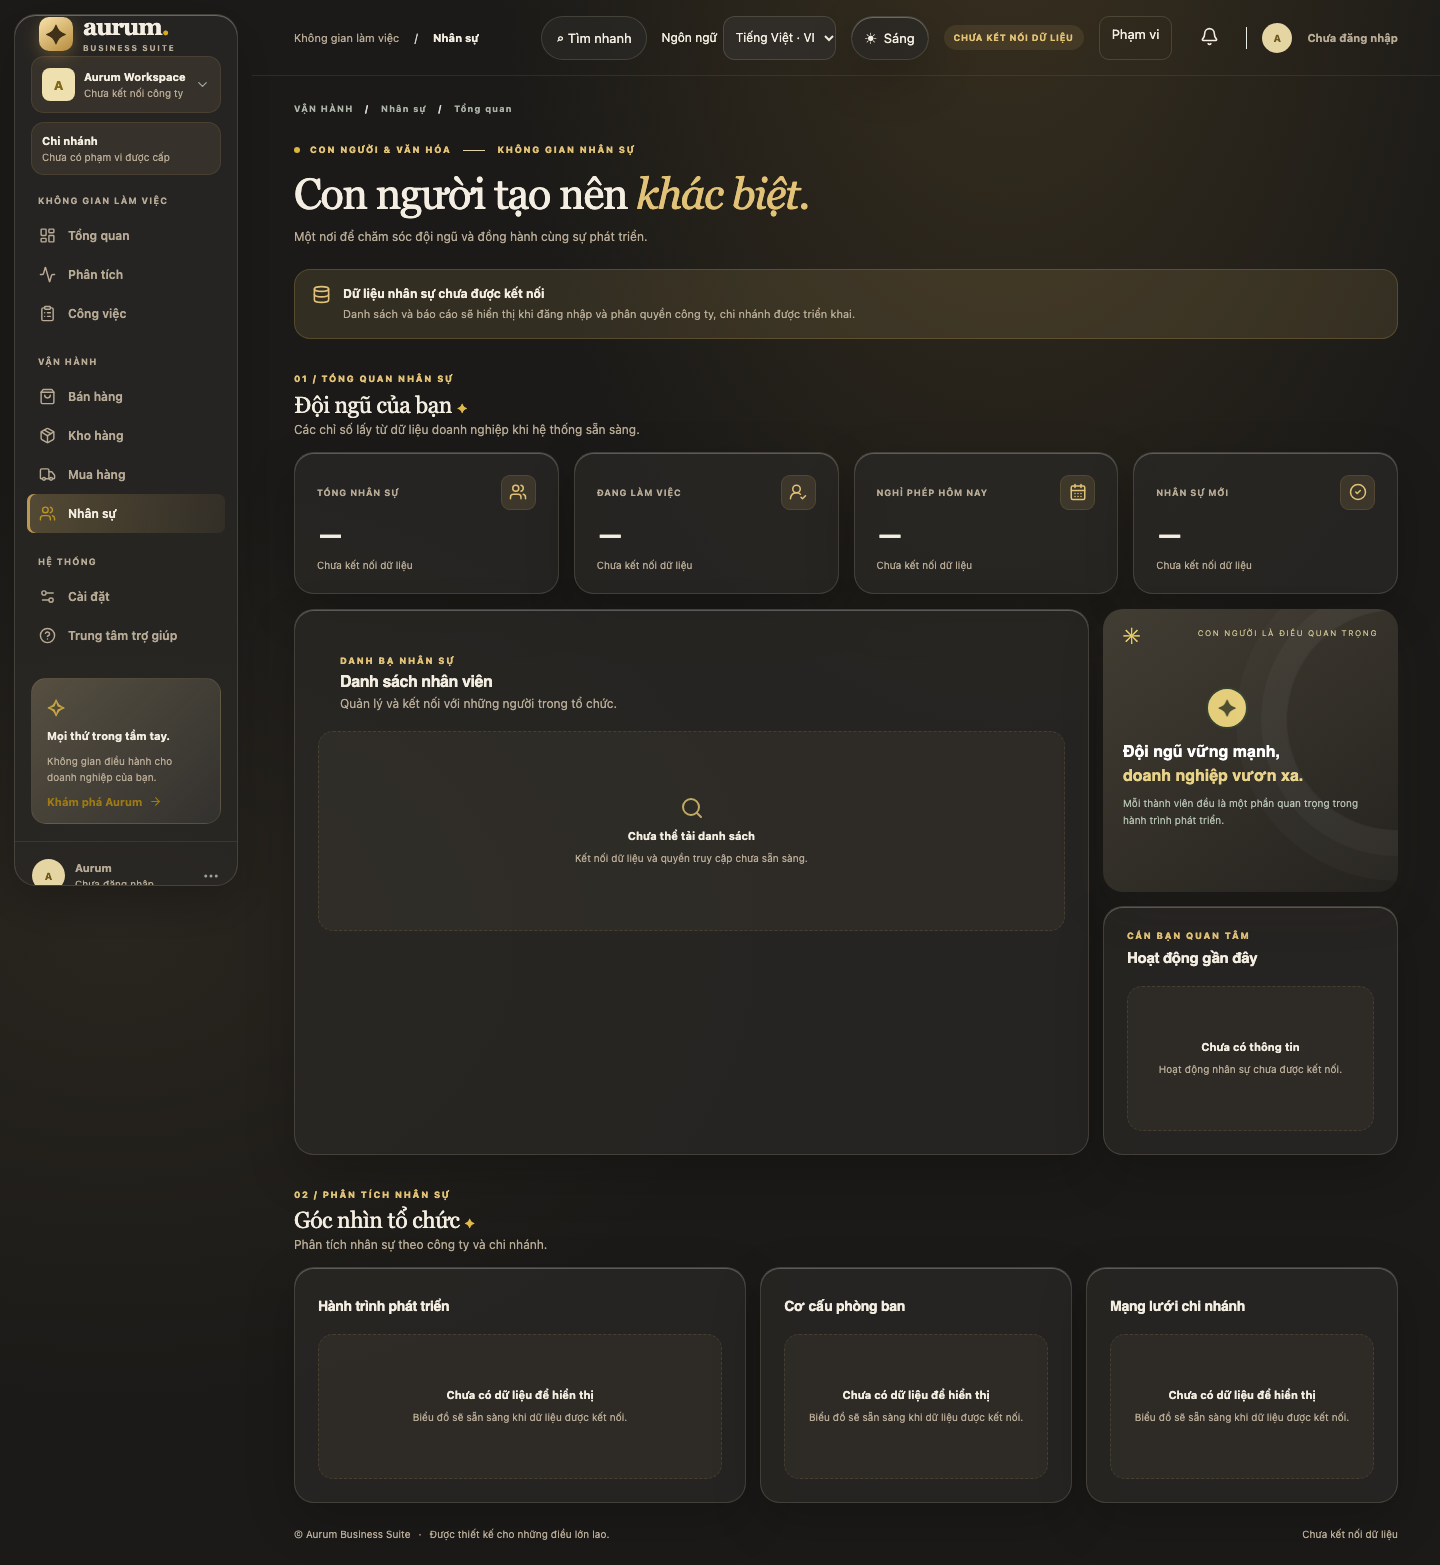 aurum.
BUSINESS SUITE
A
Aurum Workspace
Chưa kết nối công ty
Chi nhánh
Chưa có phạm vi được cấp
KHÔNG GIAN LÀM VIỆC
Tổng quan
Phân tích
Công việc
VẬN HÀNH
Bán hàng
Kho hàng
Mua hàng
Nhân sự
HỆ THỐNG
Cài đặt
Trung tâm trợ giúp
Mọi thứ trong tầm tay.
Không gian điều hành cho
doanh nghiệp của bạn.
Khám phá Aurum →
A
Aurum
Chưa đăng nhập
Không gian làm việc / Nhân sự
Tìm nhanh
Ngôn ngữ
Tiếng Việt · VI
Sáng
CHƯA KẾT NỐI DỮ LIỆU
Phạm vi
A
Chưa đăng nhập
VẬN HÀNH / Nhân sự / Tổng quan
CON NGƯỜI & VĂN HÓA — KHÔNG GIAN NHÂN SỰ
Con người tạo nên khác biệt.
Một nơi để chăm sóc đội ngũ và đồng hành cùng sự phát triển.
Dữ liệu nhân sự chưa được kết nối
Danh sách và báo cáo sẽ hiển thị khi đăng nhập và phân quyền công ty, chi nhánh được triển khai.
01 / TỔNG QUAN NHÂN SỰ
Đội ngũ của bạn
Các chỉ số lấy từ dữ liệu doanh nghiệp khi hệ thống sẵn sàng.
TỔNG NHÂN SỰ
—
Chưa kết nối dữ liệu
ĐANG LÀM VIỆC
—
Chưa kết nối dữ liệu
NGHỈ PHÉP HÔM NAY
—
Chưa kết nối dữ liệu
NHÂN SỰ MỚI
—
Chưa kết nối dữ liệu
DANH BẠ NHÂN SỰ
Danh sách nhân viên
Quản lý và kết nối với những người trong tổ chức.
Chưa thể tải danh sách
Kết nối dữ liệu và quyền truy cập chưa sẵn sàng.
CON NGƯỜI LÀ ĐIỀU QUAN TRỌNG
Đội ngũ vững mạnh,
doanh nghiệp vươn xa.
Mỗi thành viên đều là một phần quan trọng trong
hành trình phát triển.
CẦN BẠN QUAN TÂM
Hoạt động gần đây
Chưa có thông tin
Hoạt động nhân sự chưa được kết nối.
02 / PHÂN TÍCH NHÂN SỰ
Góc nhìn tổ chức
Phân tích nhân sự theo công ty và chi nhánh.
Hành trình phát triển
Chưa có dữ liệu để hiển thị
Biểu đồ sẽ sẵn sàng khi dữ liệu được kết nối.
Cơ cấu phòng ban
Chưa có dữ liệu để hiển thị
Biểu đồ sẽ sẵn sàng khi dữ liệu được kết nối.
Mạng lưới chi nhánh
Chưa có dữ liệu để hiển thị
Biểu đồ sẽ sẵn sàng khi dữ liệu được kết nối.
© Aurum Business Suite · Được thiết kế cho những điều lớn lao.
Chưa kết nối dữ liệu